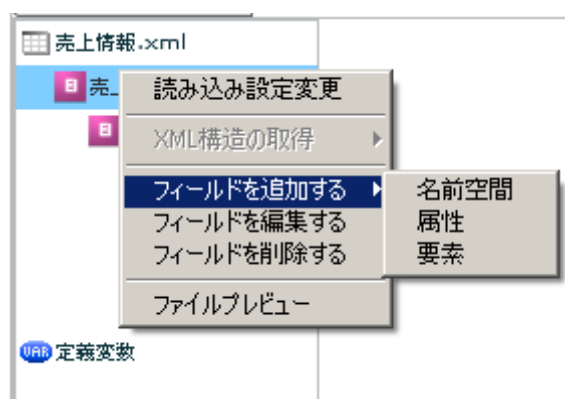 売上情報.xml
売
読み込み設定変更
XML構造の取得
フィールドを追加する
名前空間
フィールドを編集する
属性
フィールドを削除する
要素
ファイルプレビュー
VAR 定義変数